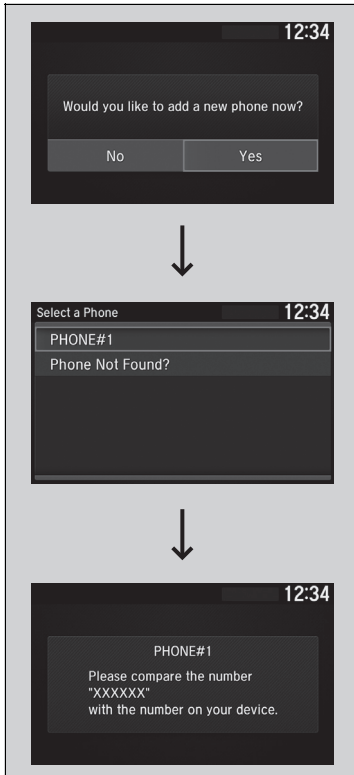 12:34
Would you like to add a new phone now?
No Yes
Select a Phone 12:34
PHONE#1
Phone Not Found?
12:34
PHONE#1
Please compare the number
"XXXXXX"
with the number on your device.